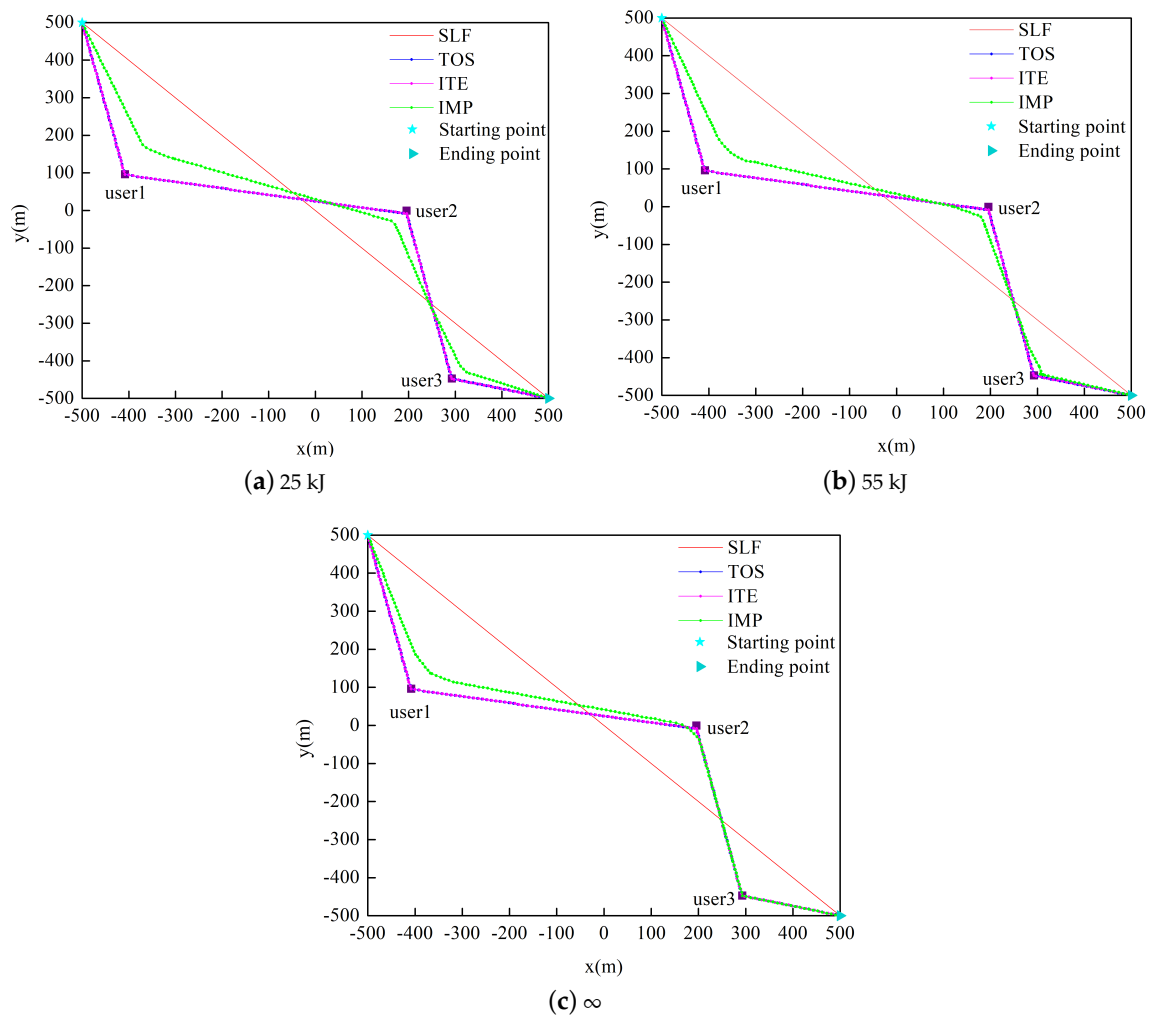 500
400
300
200
100
0
-100
-200
-300
-400
-500
y(m)
SLF
TOS
ITE
IMP
Starting point
Ending point
user1
user2
user3
-500 -400 -300 -200 -100 0 100 200 300 400 500
x(m)
(a) 25 kJ
500
400
300
200
100
0
-100
-200
-300
-400
-500
y(m)
SLF
TOS
ITE
IMP
Starting point
Ending point
user1
user2
user3
-500 -400 -300 -200 -100 0 100 200 300 400 500
x(m)
(b) 55 kJ
500
400
300
200
100
0
-100
-200
-300
-400
-500
y(m)
SLF
TOS
ITE
IMP
Starting point
Ending point
user1
user2
user3
-500 -400 -300 -200 -100 0 100 200 300 400 500
x(m)
(c) ∞